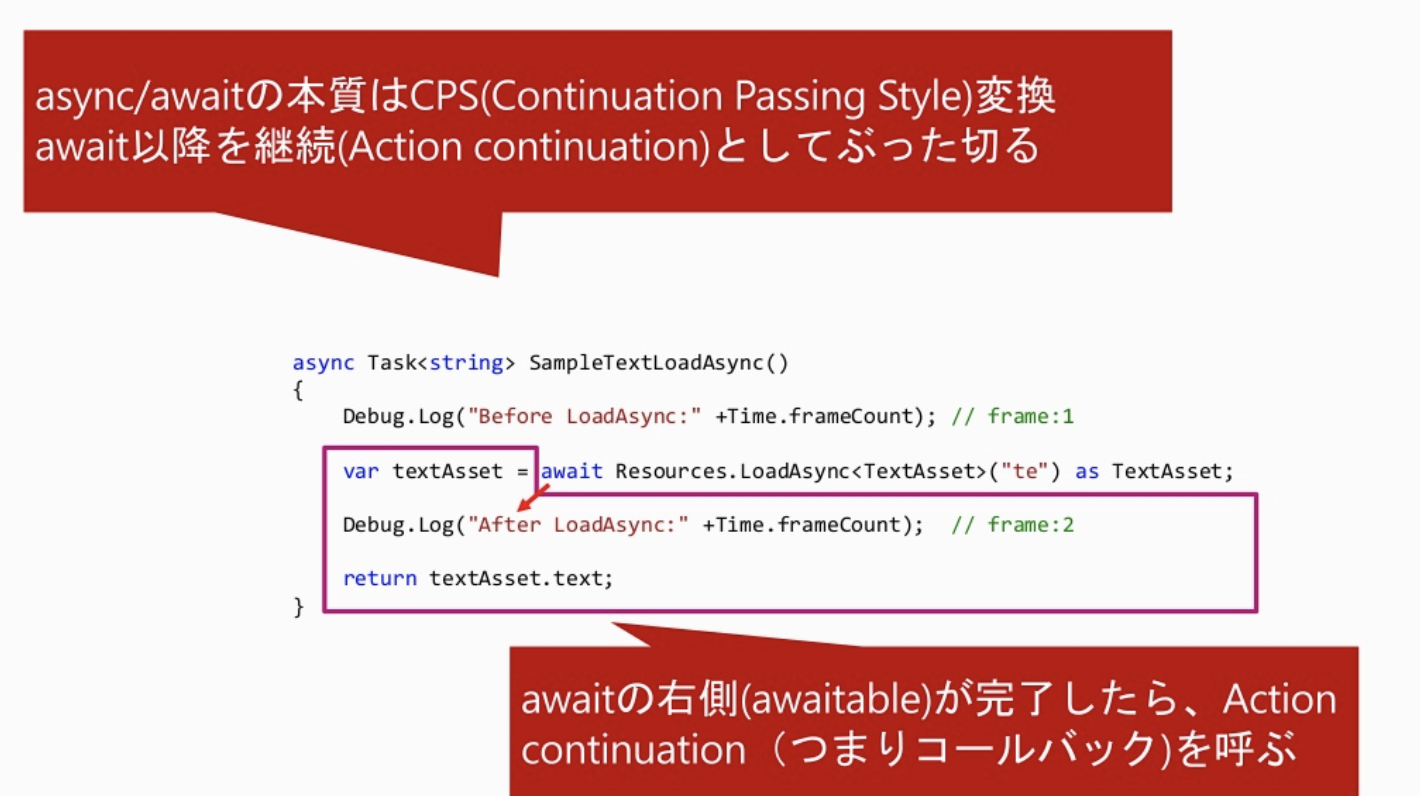 async/awaitの本質はCPS(Continuation Passing Style)変換
await以降を継続(Action continuation)としてぶった切る
async Task<string> SampleTextLoadAsync()
{
Debug.Log("Before LoadAsync:" +Time.frameCount); // frame:1
var textAsset = await Resources.LoadAsync<TextAsset>("te") as TextAsset;
Debug.Log("After LoadAsync:" +Time.frameCount); // frame:2
return textAsset.text;
}
awaitの右側(awaitable)が完了したら、Action
continuation（つまりコールバック)を呼ぶ